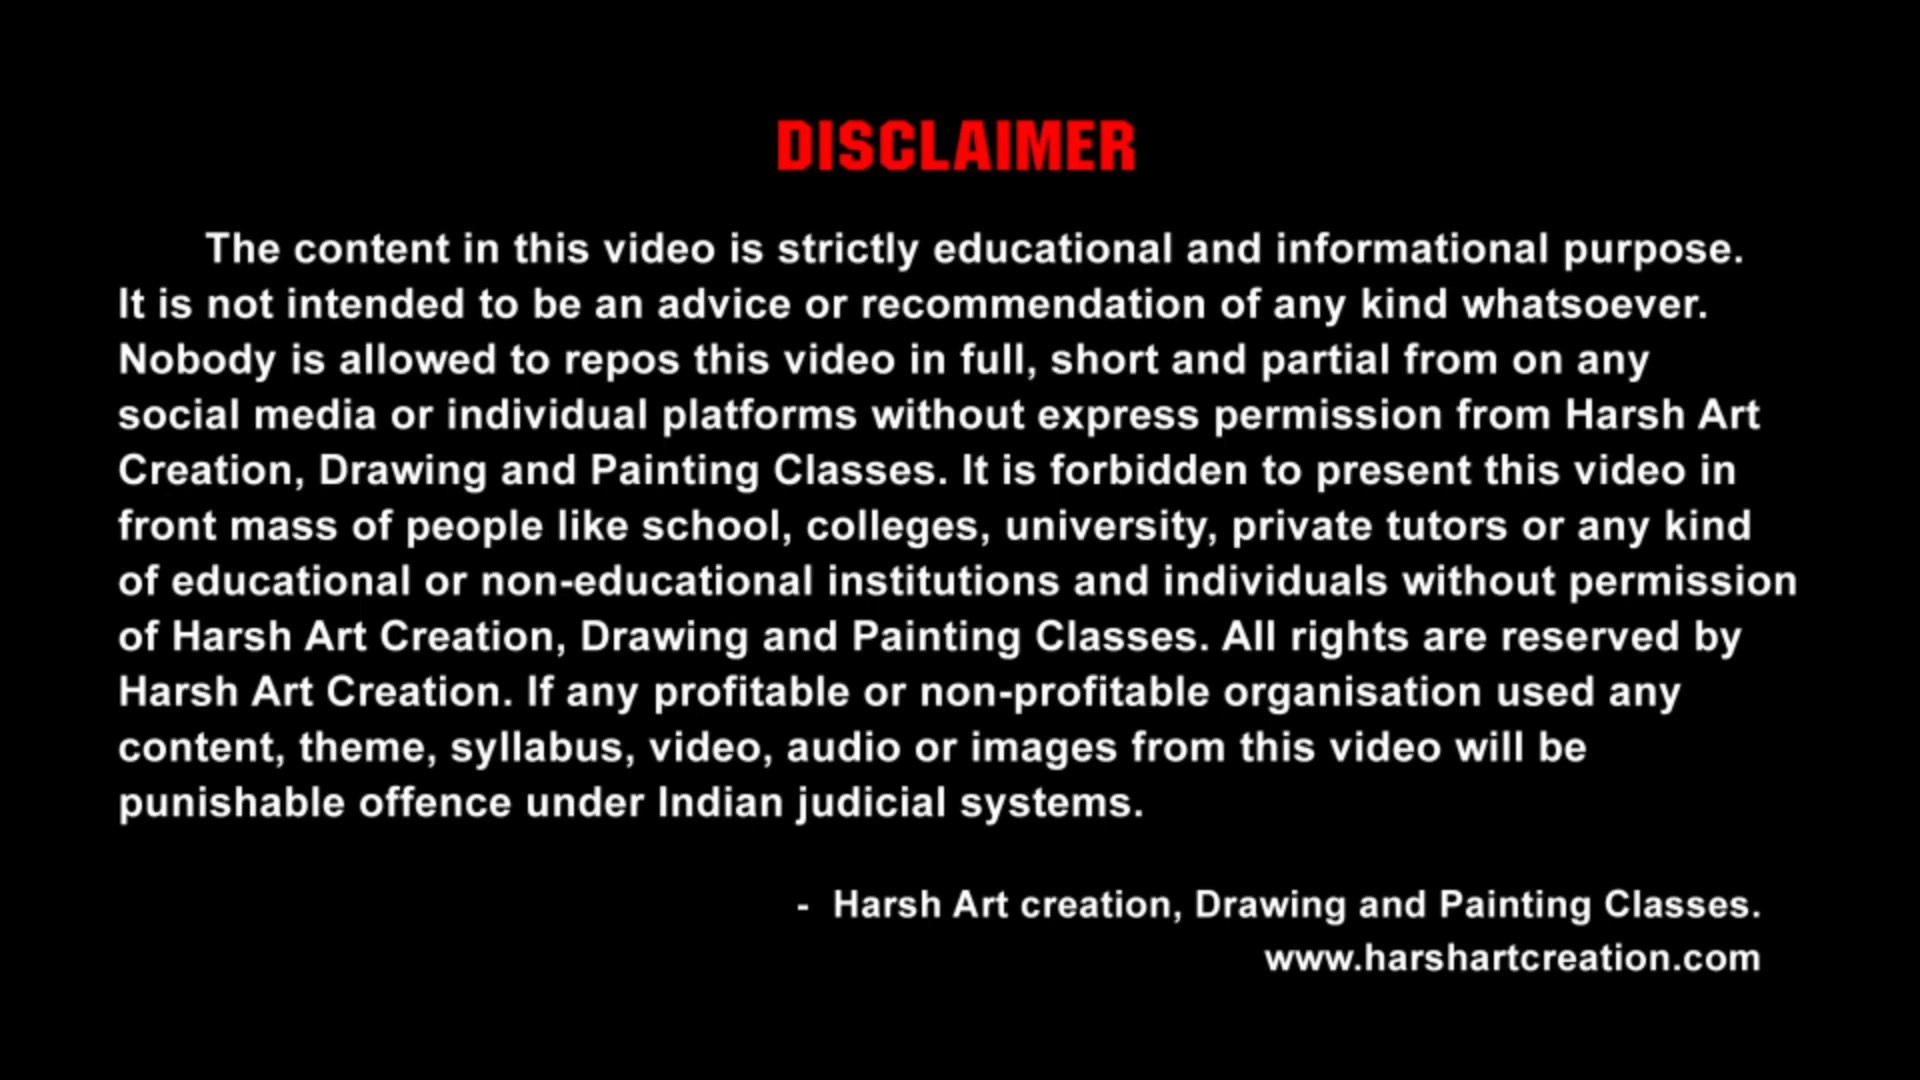 DISCLAIMER
The content in this video is strictly educational and informational purpose.
It is not intended to be an advice or recommendation of any kind whatsoever.
Nobody is allowed to repos this video in full, short and partial from on any
social media or individual platforms without express permission from Harsh Art
Creation, Drawing and Painting Classes. It is forbidden to present this video in
front mass of people like school, colleges, university, private tutors or any kind
of educational or non-educational institutions and individuals without permission
of Harsh Art Creation, Drawing and Painting Classes. All rights are reserved by
Harsh Art Creation. If any profitable or non-profitable organisation used any
content, theme, syllabus, video, audio or images from this video will be
punishable offence under Indian judicial systems.
- Harsh Art creation, Drawing and Painting Classes.
www.harshartcreation.com